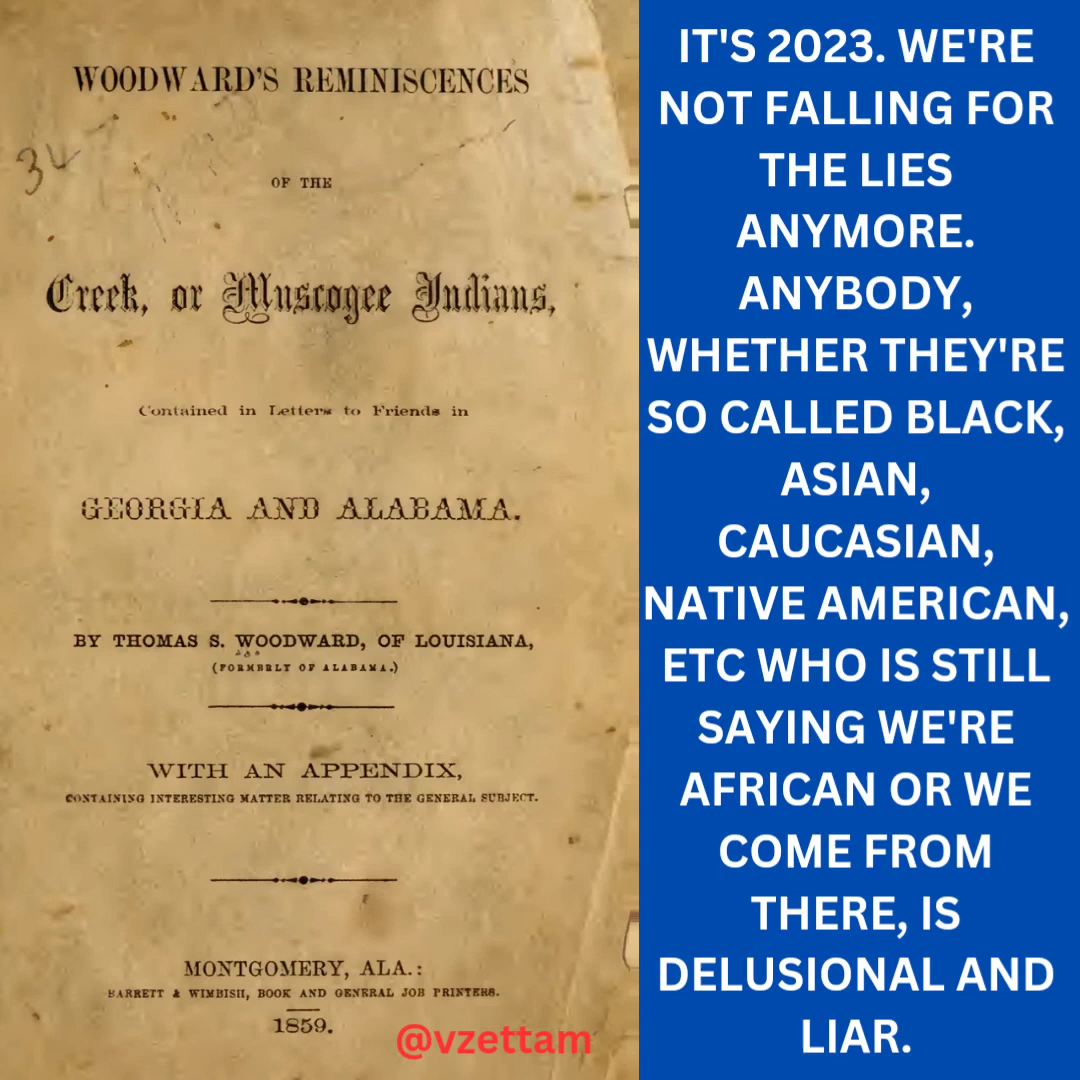 WOODWARD'S REMINISCENCES
34
OF THE
Creek, or Muscogee Indians,
Contained in Letters to Friends in
GEORGIA AND ALABAMA.
BY THOMAS S. WOODWARD, OF LOUISIANA,
(FORMERLY OF ALABAMA.)
WITH AN APPENDIX,
CONTAINING INTERESTING MATTER RELATING TO THE GENERAL SUBJECT.
MONTGOMERY, ALA.:
BARRETT & WIMBISH, BOOK AND GENERAL JOB PRINTERS.
1859.
@vzettam
IT'S 2023. WE'RE
NOT FALLING FOR
THE LIES
ANYMORE.
ANYBODY,
WHETHER THEY'RE
SO CALLED BLACK,
ASIAN,
CAUCASIAN,
NATIVE AMERICAN,
ETC WHO IS STILL
SAYING WE'RE
AFRICAN OR WE
COME FROM
THERE, IS
DELUSIONAL AND
LIAR.